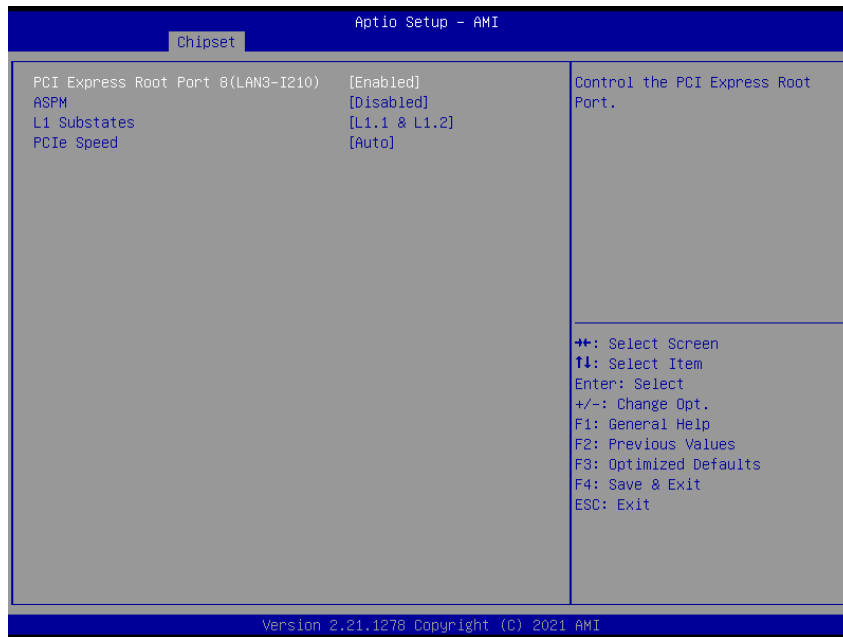 Aptio Setup - AMI
Chipset
PCI Express Root Port 8(LAN3-I210) [Enabled]
ASPM [Disabled]
L1 Substates [L1.1 & L1.2]
PCIe Speed [Auto]
Control the PCI Express Root
Port.
→←: Select Screen
↑↓: Select Item
Enter: Select
+/-: Change Opt.
F1: General Help
F2: Previous Values
F3: Optimized Defaults
F4: Save & Exit
ESC: Exit
Version 2.21.1278 Copyright (C) 2021 AMI